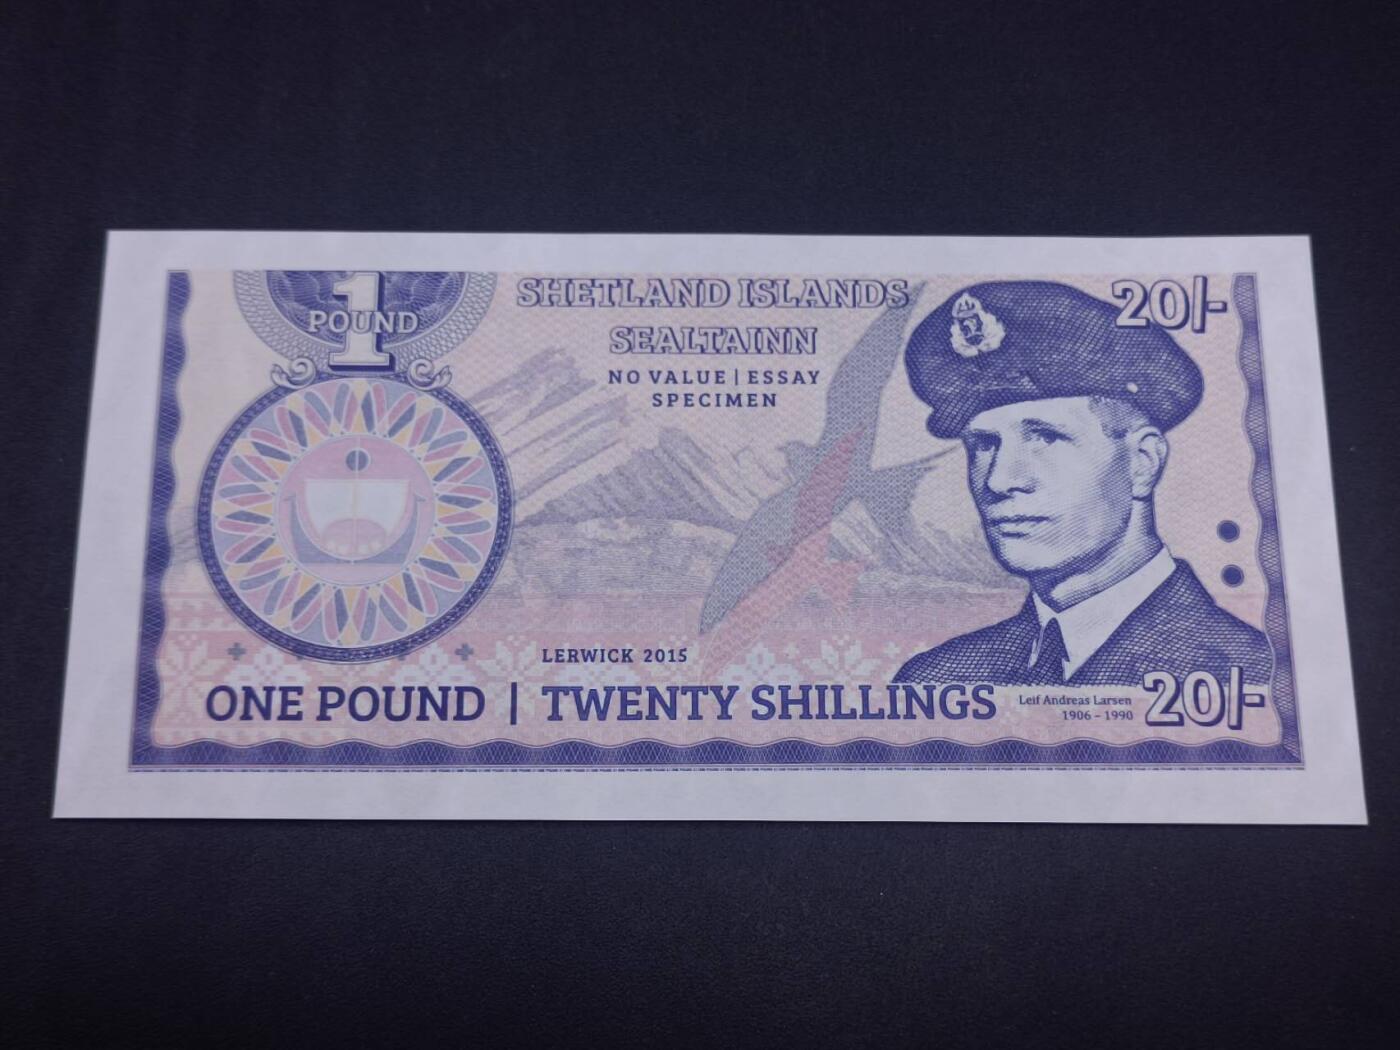 1
POUND
SHETLAND ISLANDS
SEALTAINN
NO VALUE | ESSAY
SPECIMEN
20/-
LERWICK 2015
ONE POUND | TWENTY SHILLINGS
Leif Andreas Larsen
1906 – 1990
20/-